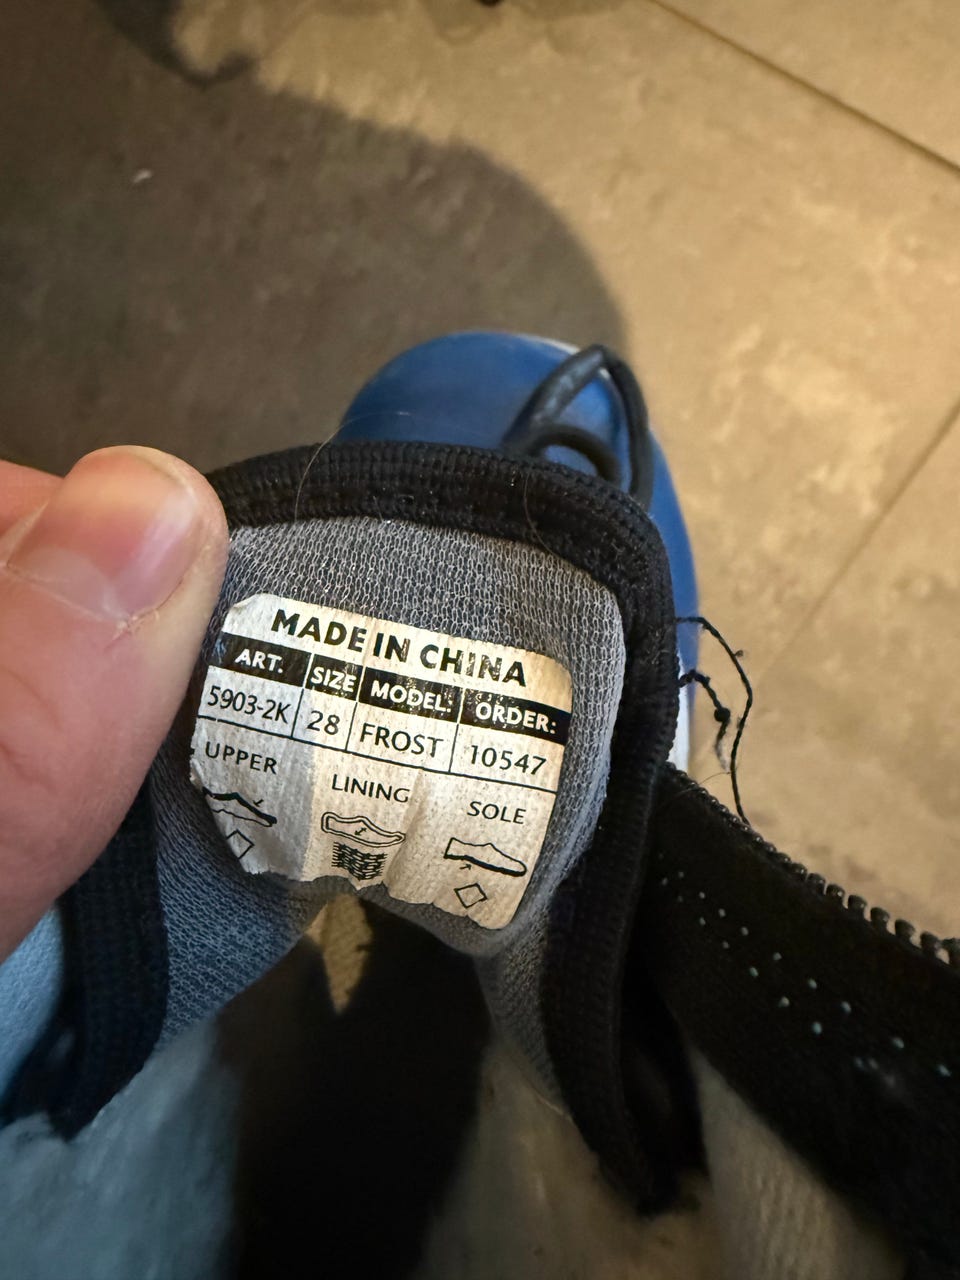 MADE IN CHINA
ART. SIZE MODEL: ORDER:
5903-2K 28 FROST 10547
UPPER LINING SOLE